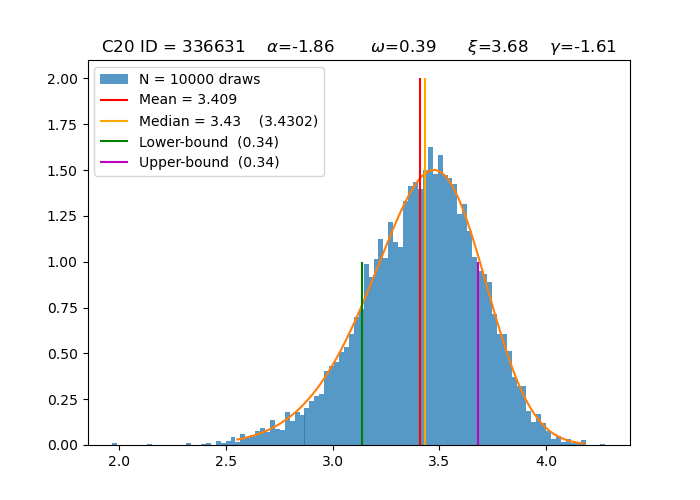 C20 ID = 336631 α=-1.86 ω=0.39 ξ=3.68 γ=-1.61
N = 10000 draws
Mean = 3.409
Median = 3.43 (3.4302)
Lower-bound (0.34)
Upper-bound (0.34)
2.00
1.75
1.50
1.25
1.00
0.75
0.50
0.25
0.00
2.0 2.5 3.0 3.5 4.0